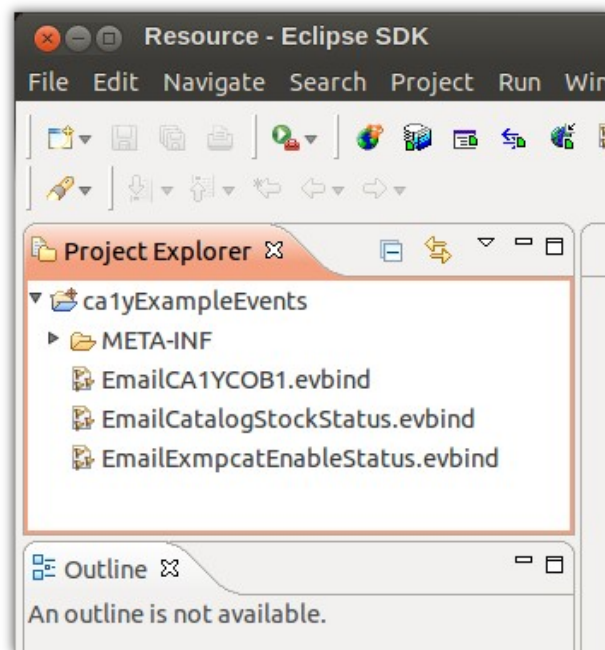 Resource - Eclipse SDK
File Edit Navigate Search Project Run Win
Project Explorer
ca1yExampleEvents
META-INF
EmailCA1YCOB1.evbind
EmailCatalogStockStatus.evbind
EmailExmpcatEnableStatus.evbind
Outline
An outline is not available.